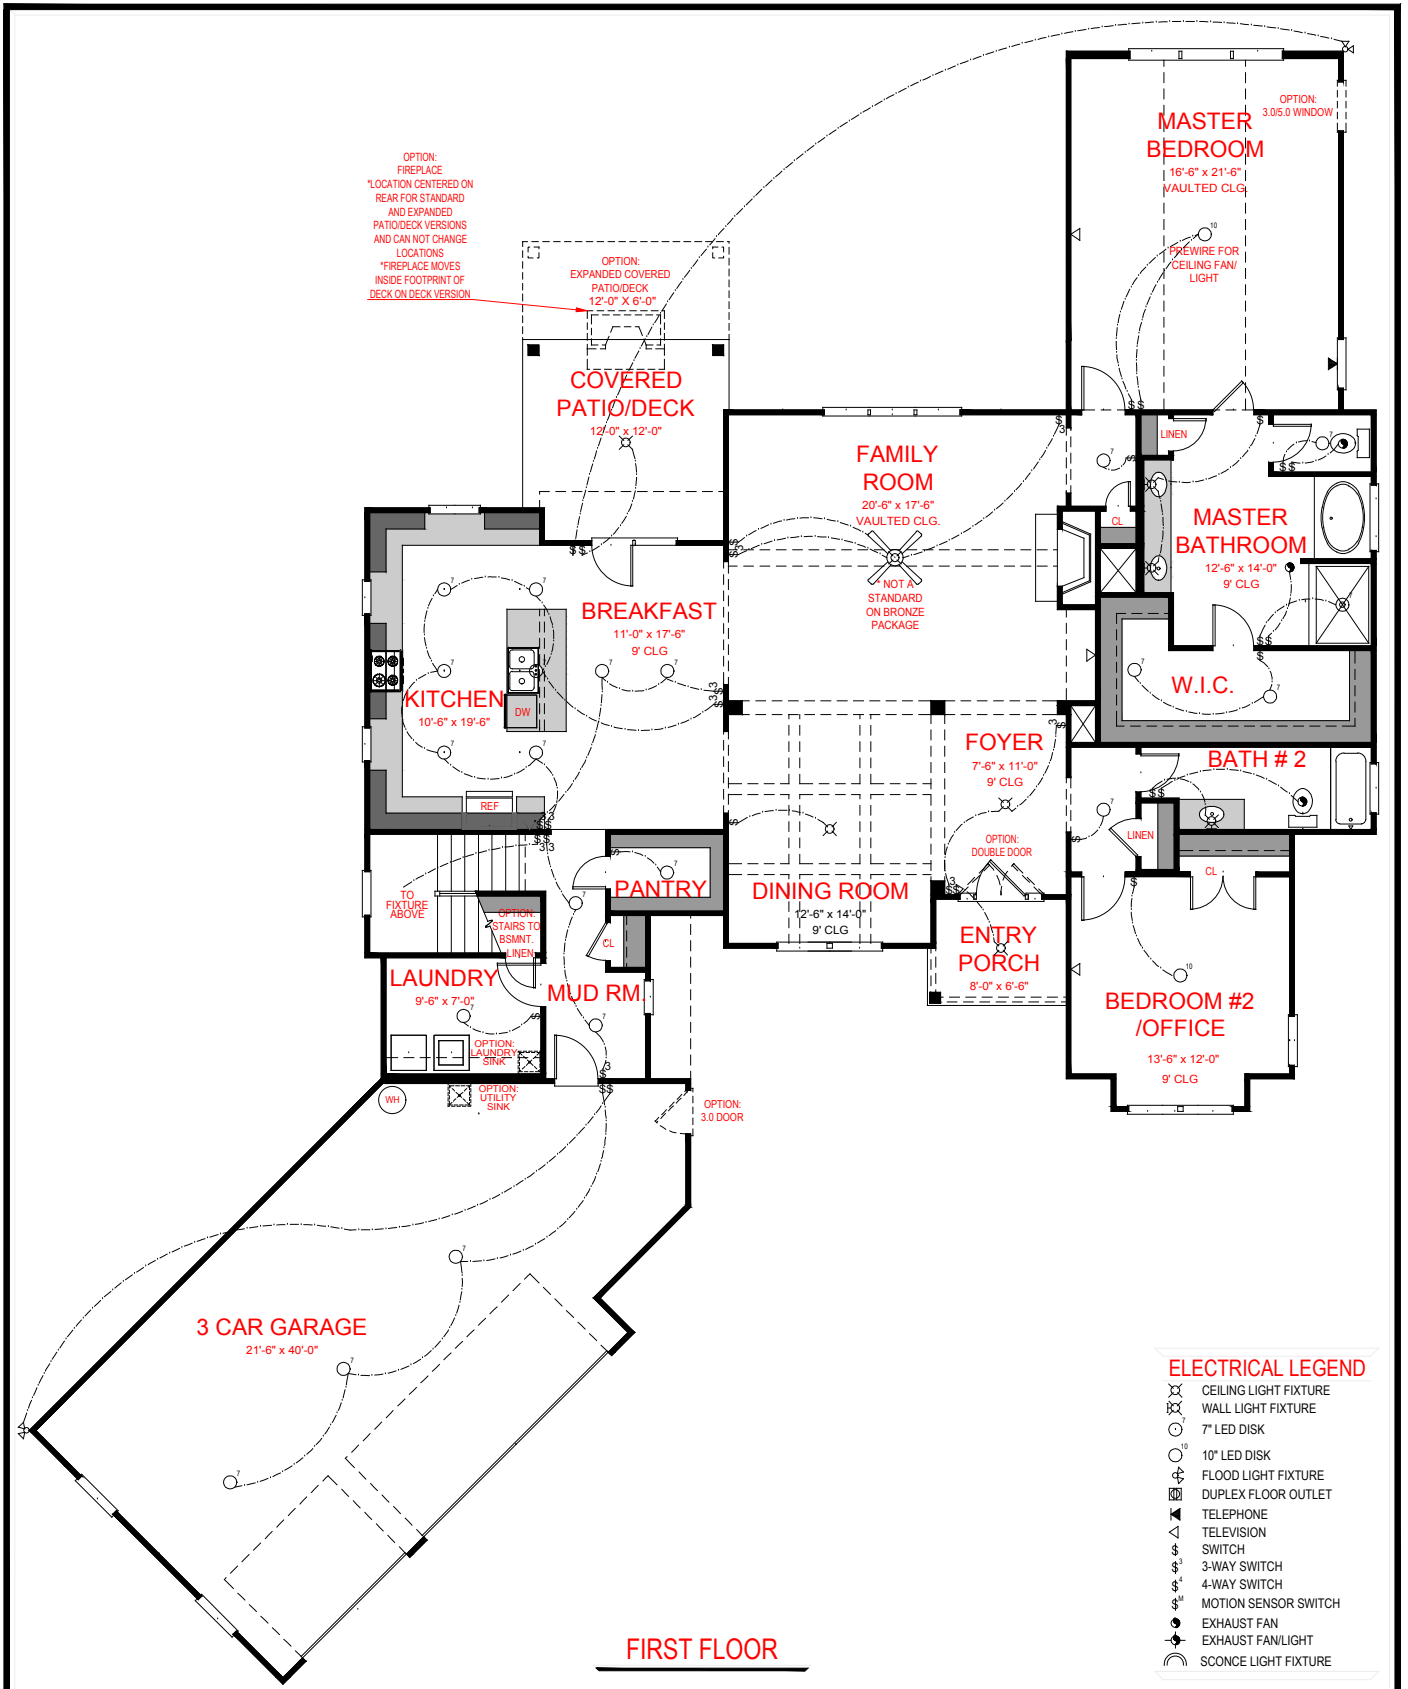 OPTION:
3.0/5.0 WINDOW
MASTER
BEDROOM
16'-6" x 21'-6"
VAULTED CLG.
10
PREWIRE FOR
CEILING FAN/
LIGHT
OPTION:
FIREPLACE
*LOCATION CENTERED ON
REAR FOR STANDARD
AND EXPANDED
PATIO/DECK VERSIONS
AND CAN NOT CHANGE
LOCATIONS
*FIREPLACE MOVES
INSIDE FOOTPRINT OF
DECK ON DECK VERSION
OPTION:
EXPANDED COVERED
PATIO/DECK
12'-0" X 6'-0"
COVERED
PATIO/DECK
12'-0" x 12'-0"
FAMILY
ROOM
20'-6" x 17'-6"
VAULTED CLG.
* NOT A
STANDARD
ON BRONZE
PACKAGE
LINEN
CL
MASTER
BATHROOM
12'-6" x 14'-0"
9' CLG
BREAKFAST
11'-0" x 17'-6"
9' CLG
KITCHEN
10'-6" x 19'-6"
DW
REF
W.I.C.
FOYER
7'-6" x 11'-0"
9' CLG
OPTION:
DOUBLE DOOR
BATH # 2
LINEN
CL
TO
FIXTURE
ABOVE
OPTION:
STAIRS TO
BSMNT.
LINEN
PANTRY
CL
DINING ROOM
12'-6" x 14'-0"
9' CLG
ENTRY
PORCH
8'-0" x 6'-6"
LAUNDRY
9'-6" x 7'-0"
OPTION:
LAUNDRY
SINK
MUD RM.
BEDROOM #2
/OFFICE
13'-6" x 12'-0"
9' CLG
10
WH
OPTION:
UTILITY
SINK
OPTION:
3.0 DOOR
3 CAR GARAGE
21'-6" x 40'-0"
ELECTRICAL LEGEND
CEILING LIGHT FIXTURE
WALL LIGHT FIXTURE
7 7" LED DISK
10 10" LED DISK
FLOOD LIGHT FIXTURE
DUPLEX FLOOR OUTLET
TELEPHONE
TELEVISION
$ SWITCH
$3 3-WAY SWITCH
$4 4-WAY SWITCH
$M MOTION SENSOR SWITCH
EXHAUST FAN
EXHAUST FAN/LIGHT
SCONCE LIGHT FIXTURE
FIRST FLOOR